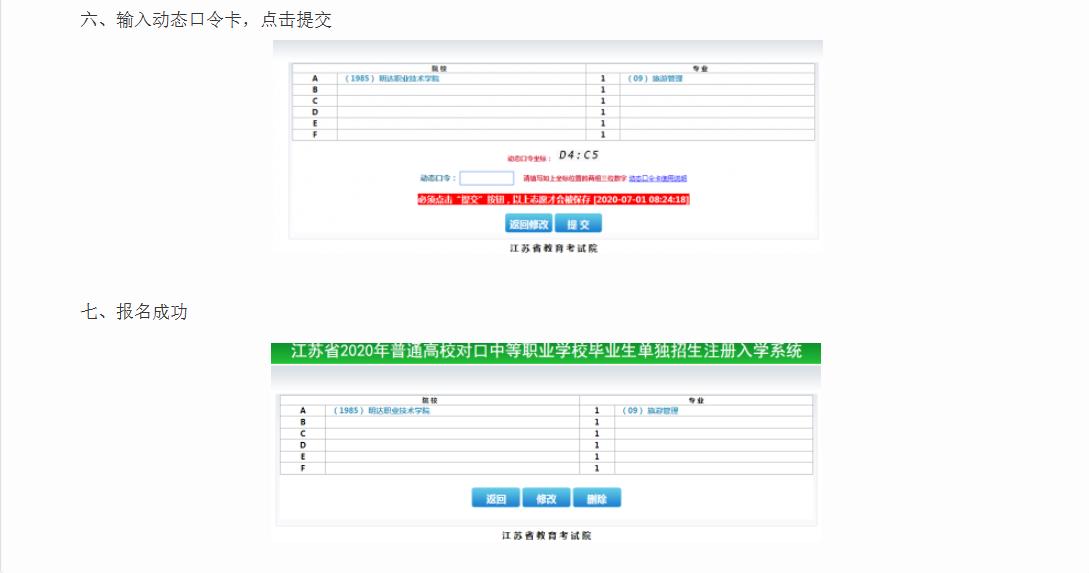 六、输入动态口令卡，点击提交
院校 专业
A （1985）明达职业技术学院 1 （09）旅游管理
B 1
C 1
D 1
E 1
F 1
动态口令坐标： D4:C5
动态口令： 请填写如上坐标位置的两组三位数字 动态口令卡使用说明
必须点击“提交”按钮，以上志愿才会被保存 [2020-07-01 08:24:18]
返回修改 提 交
江苏省教育考试院
七、报名成功
江苏省2020年普通高校对口中等职业学校毕业生单独招生注册入学系统
院校 专业
A （1985）明达职业技术学院 1 （09）旅游管理
B 1
C 1
D 1
E 1
F 1
返回 修改 删除
江苏省教育考试院